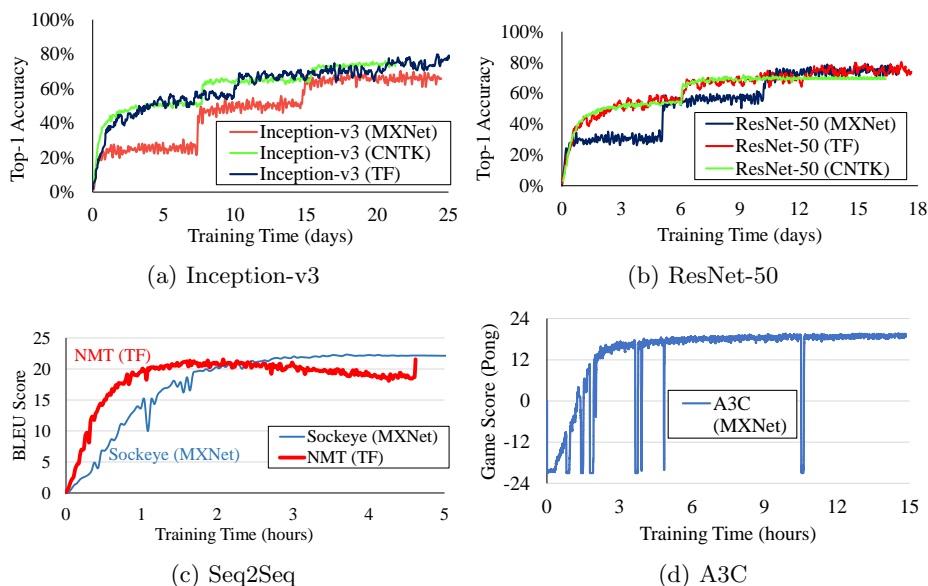 100%
80%
60%
40%
20%
0%
Top-1 Accuracy
Inception-v3 (MXNet)
Inception-v3 (CNTK)
Inception-v3 (TF)
0 5 10 15 20 25
Training Time (days)
(a) Inception-v3
100%
80%
60%
40%
20%
0%
Top-1 Accuracy
ResNet-50 (MXNet)
ResNet-50 (TF)
ResNet-50 (CNTK)
0 3 6 9 12 15 18
Training Time (days)
(b) ResNet-50
25
20
15
10
5
0
BLEU Score
NMT (TF)
Sockeye (MXNet)
Sockeye (MXNet)
NMT (TF)
0 1 2 3 4 5
Training Time (hours)
(c) Seq2Seq
24
12
0
-12
-24
Game Score (Pong)
A3C
(MXNet)
0 3 6 9 12 15
Training Time (hours)
(d) A3C